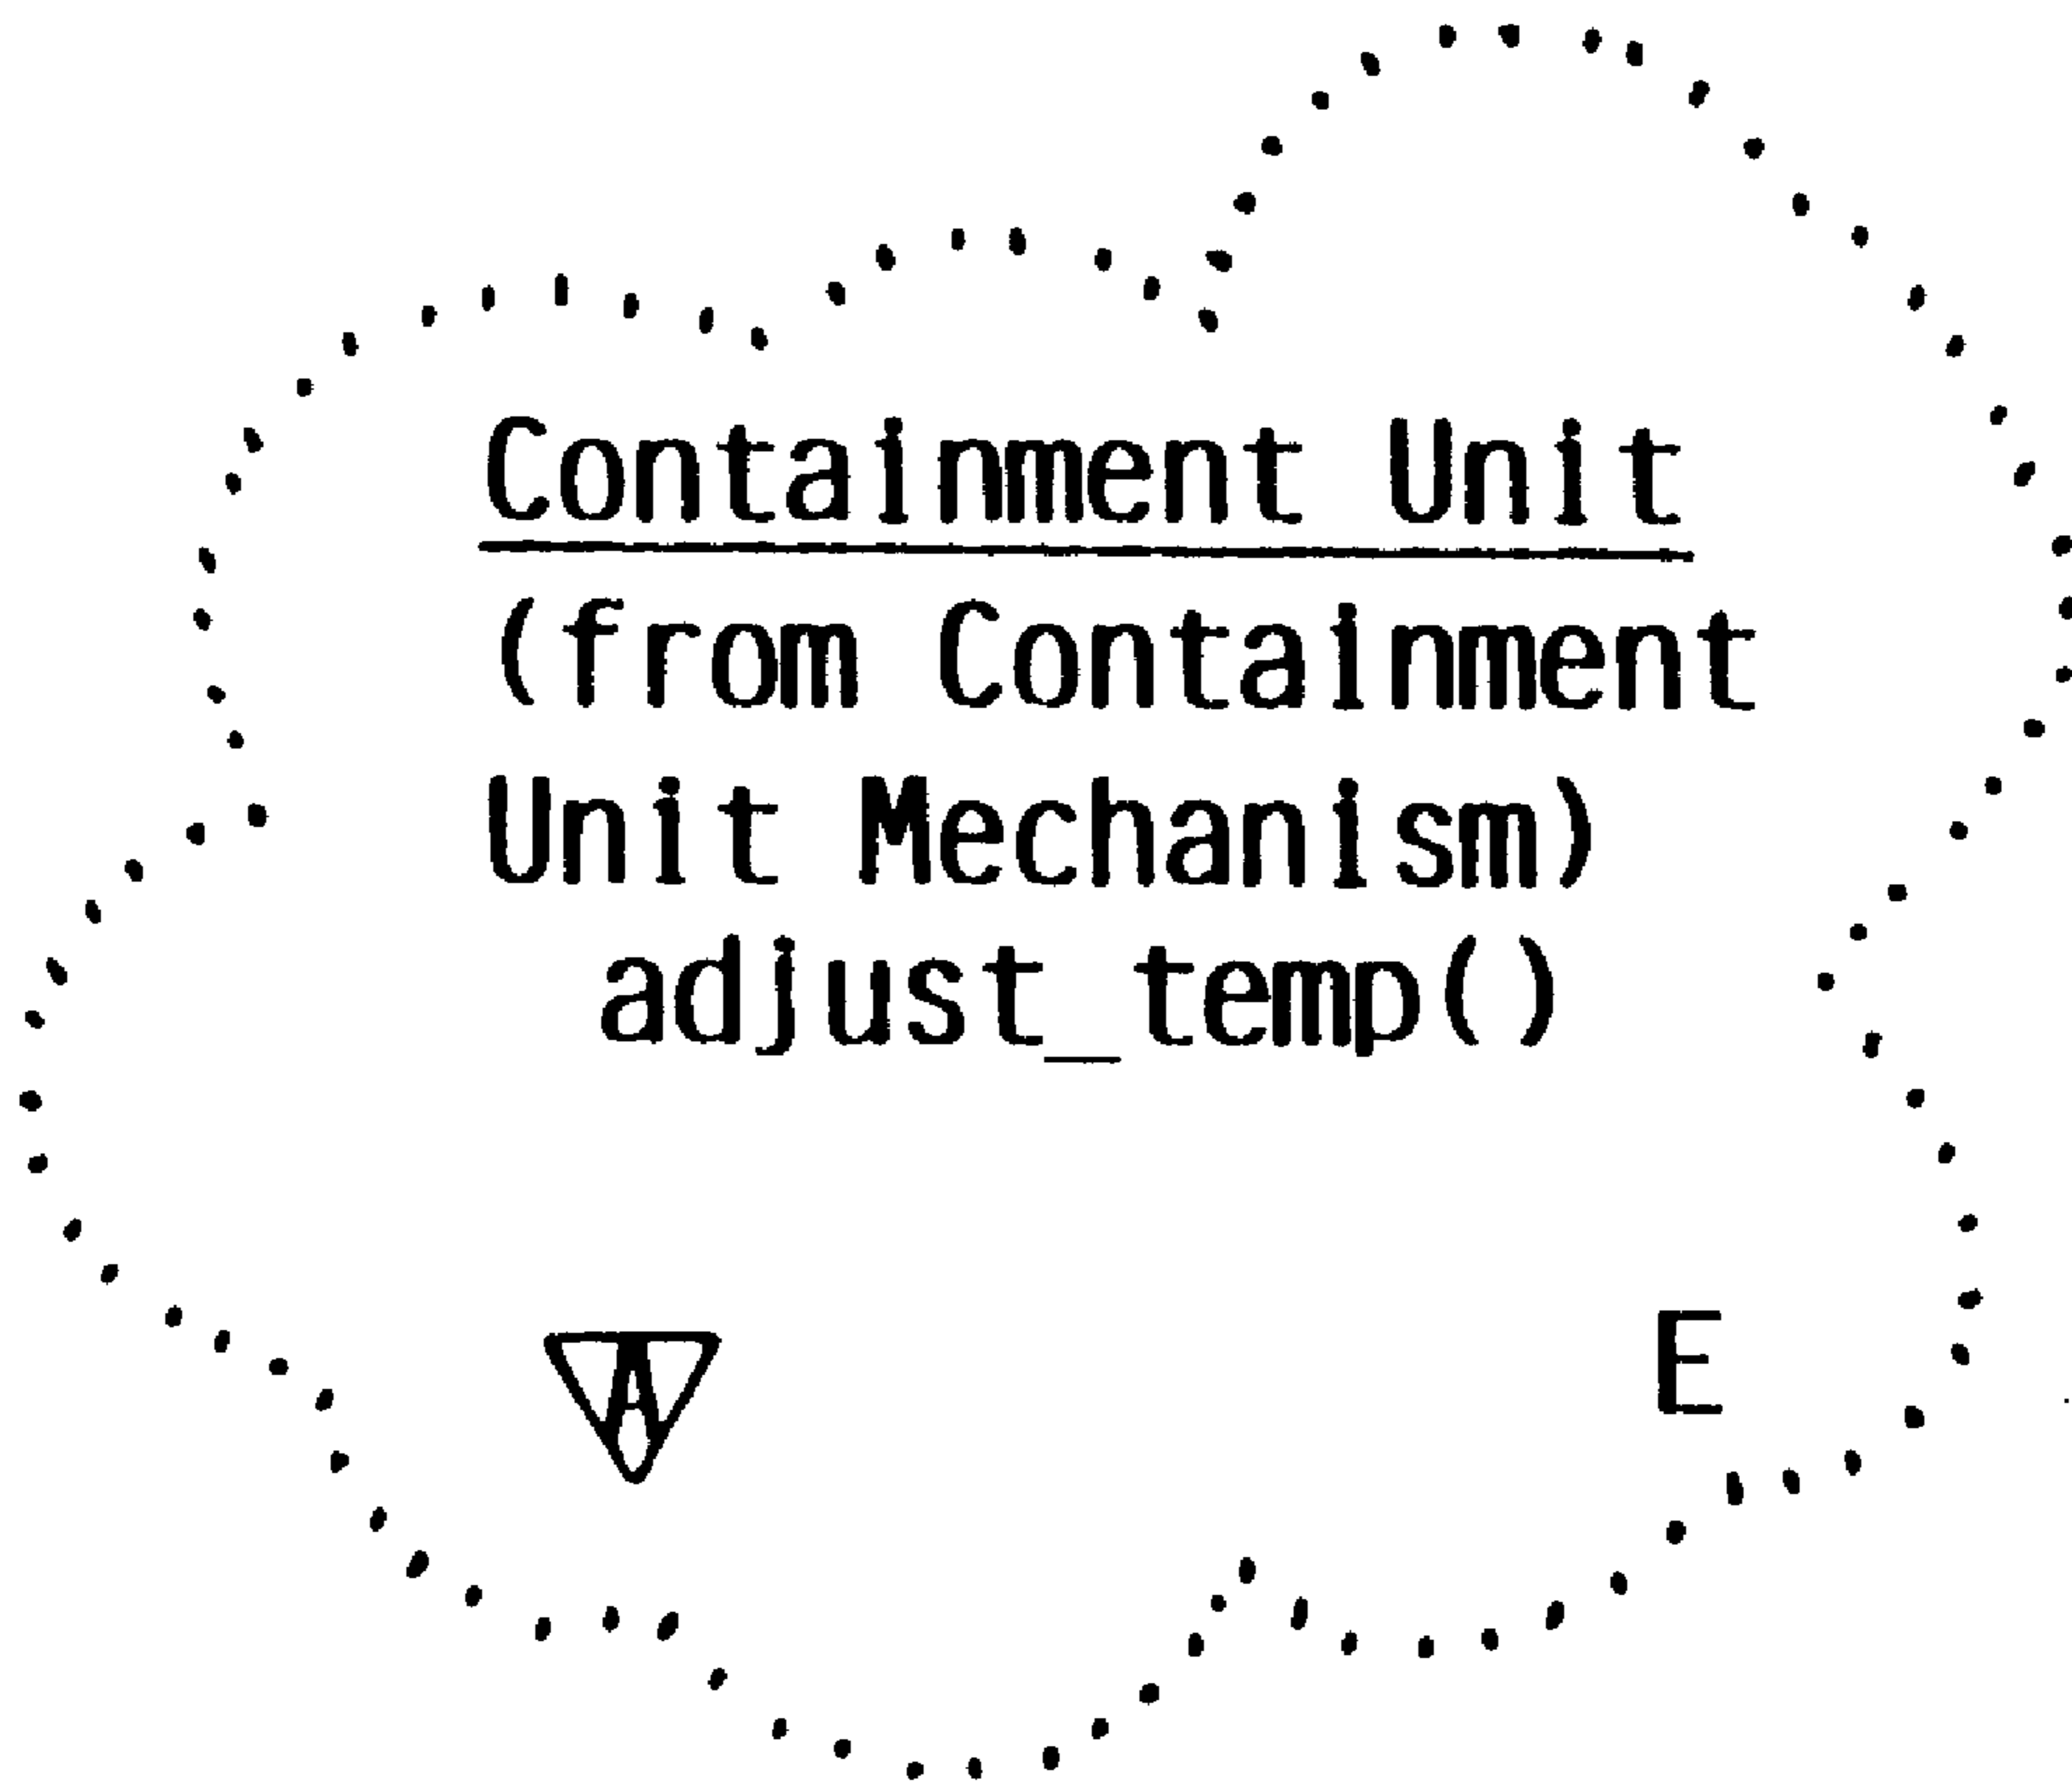 Containment Unit
(from Containment
Unit Mechanism)
adjust_temp()
A
E